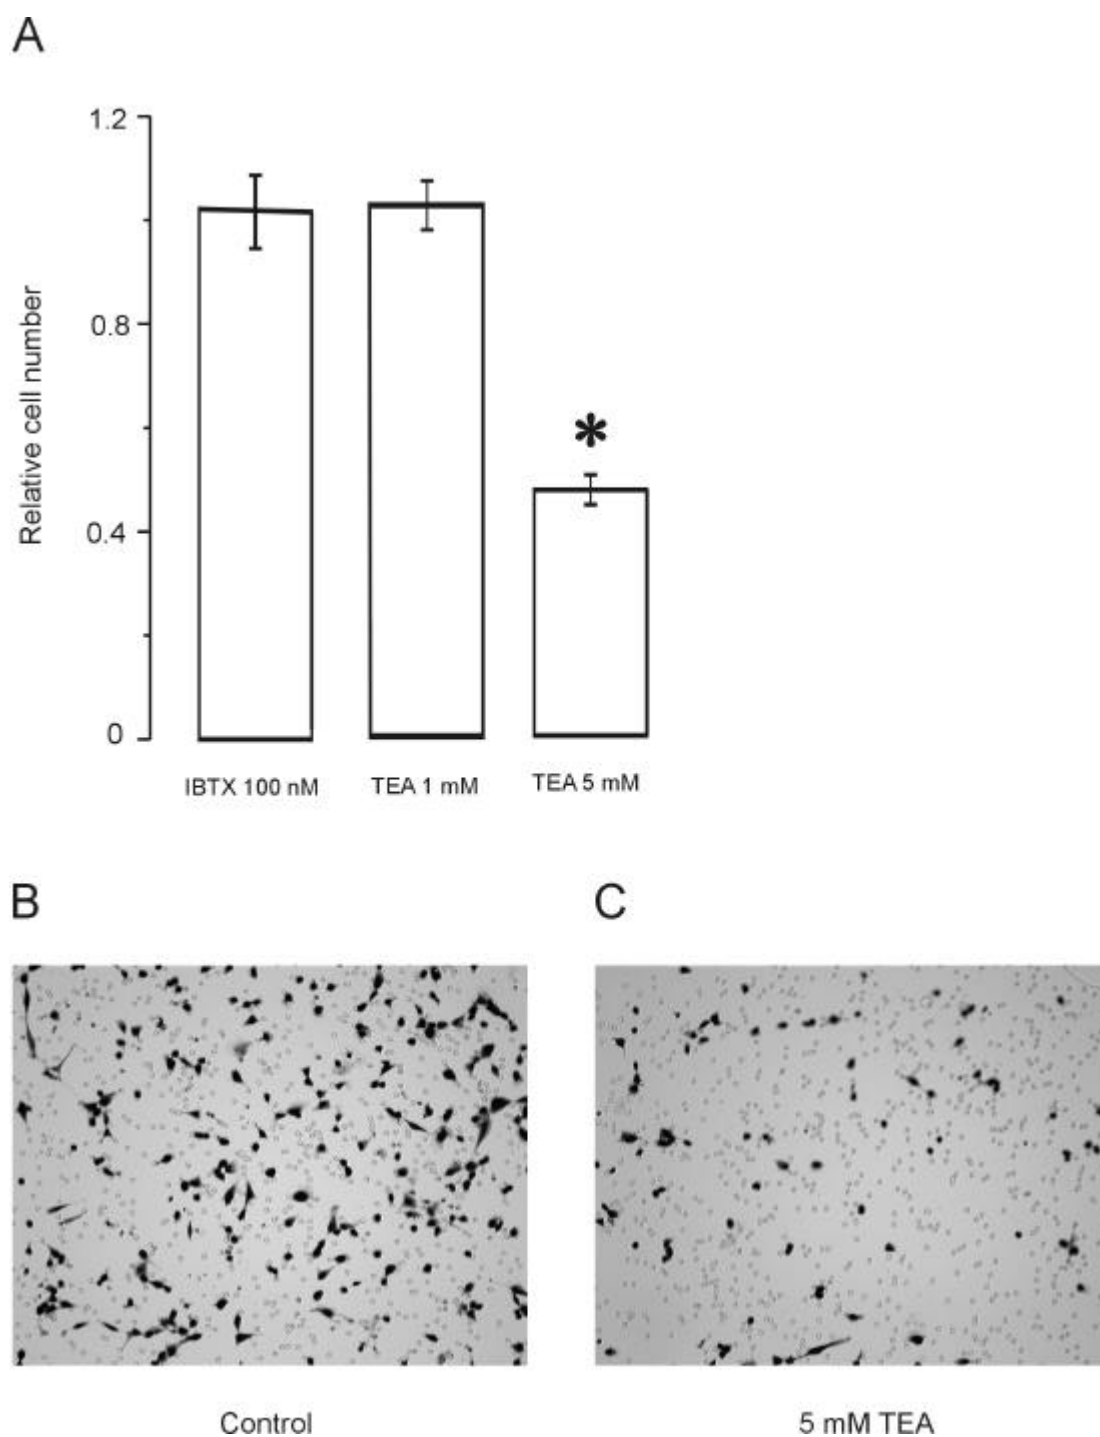 A
1.2
0.8
0.4
0
Relative cell number
*
IBTX 100 nM
TEA 1 mM
TEA 5 mM
B
C
Control
5 mM TEA